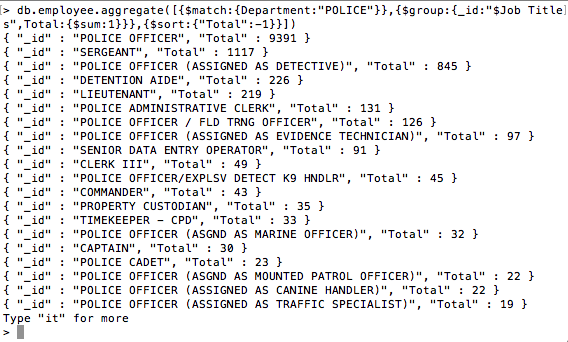 > db.employee.aggregate([{$match:{Department:"POLICE"}},{$group:{_id:"$Job Title
s",Total:{$sum:1}}},{$sort:{"Total":-1}}])
{ "_id" : "POLICE OFFICER", "Total" : 9391 }
{ "_id" : "SERGEANT", "Total" : 1117 }
{ "_id" : "POLICE OFFICER (ASSIGNED AS DETECTIVE)", "Total" : 845 }
{ "_id" : "DETENTION AIDE", "Total" : 226 }
{ "_id" : "LIEUTENANT", "Total" : 219 }
{ "_id" : "POLICE ADMINISTRATIVE CLERK", "Total" : 131 }
{ "_id" : "POLICE OFFICER / FLD TRNG OFFICER", "Total" : 126 }
{ "_id" : "POLICE OFFICER (ASSIGNED AS EVIDENCE TECHNICIAN)", "Total" : 97 }
{ "_id" : "SENIOR DATA ENTRY OPERATOR", "Total" : 91 }
{ "_id" : "CLERK III", "Total" : 49 }
{ "_id" : "POLICE OFFICER/EXPLSV DETECT K9 HNDLR", "Total" : 45 }
{ "_id" : "COMMANDER", "Total" : 43 }
{ "_id" : "PROPERTY CUSTODIAN", "Total" : 35 }
{ "_id" : "TIMEKEEPER - CPD", "Total" : 33 }
{ "_id" : "POLICE OFFICER (ASGND AS MARINE OFFICER)", "Total" : 32 }
{ "_id" : "CAPTAIN", "Total" : 30 }
{ "_id" : "POLICE CADET", "Total" : 23 }
{ "_id" : "POLICE OFFICER (ASGND AS MOUNTED PATROL OFFICER)", "Total" : 22 }
{ "_id" : "POLICE OFFICER (ASSIGNED AS CANINE HANDLER)", "Total" : 22 }
{ "_id" : "POLICE OFFICER (ASSIGNED AS TRAFFIC SPECIALIST)", "Total" : 19 }
Type "it" for more
>